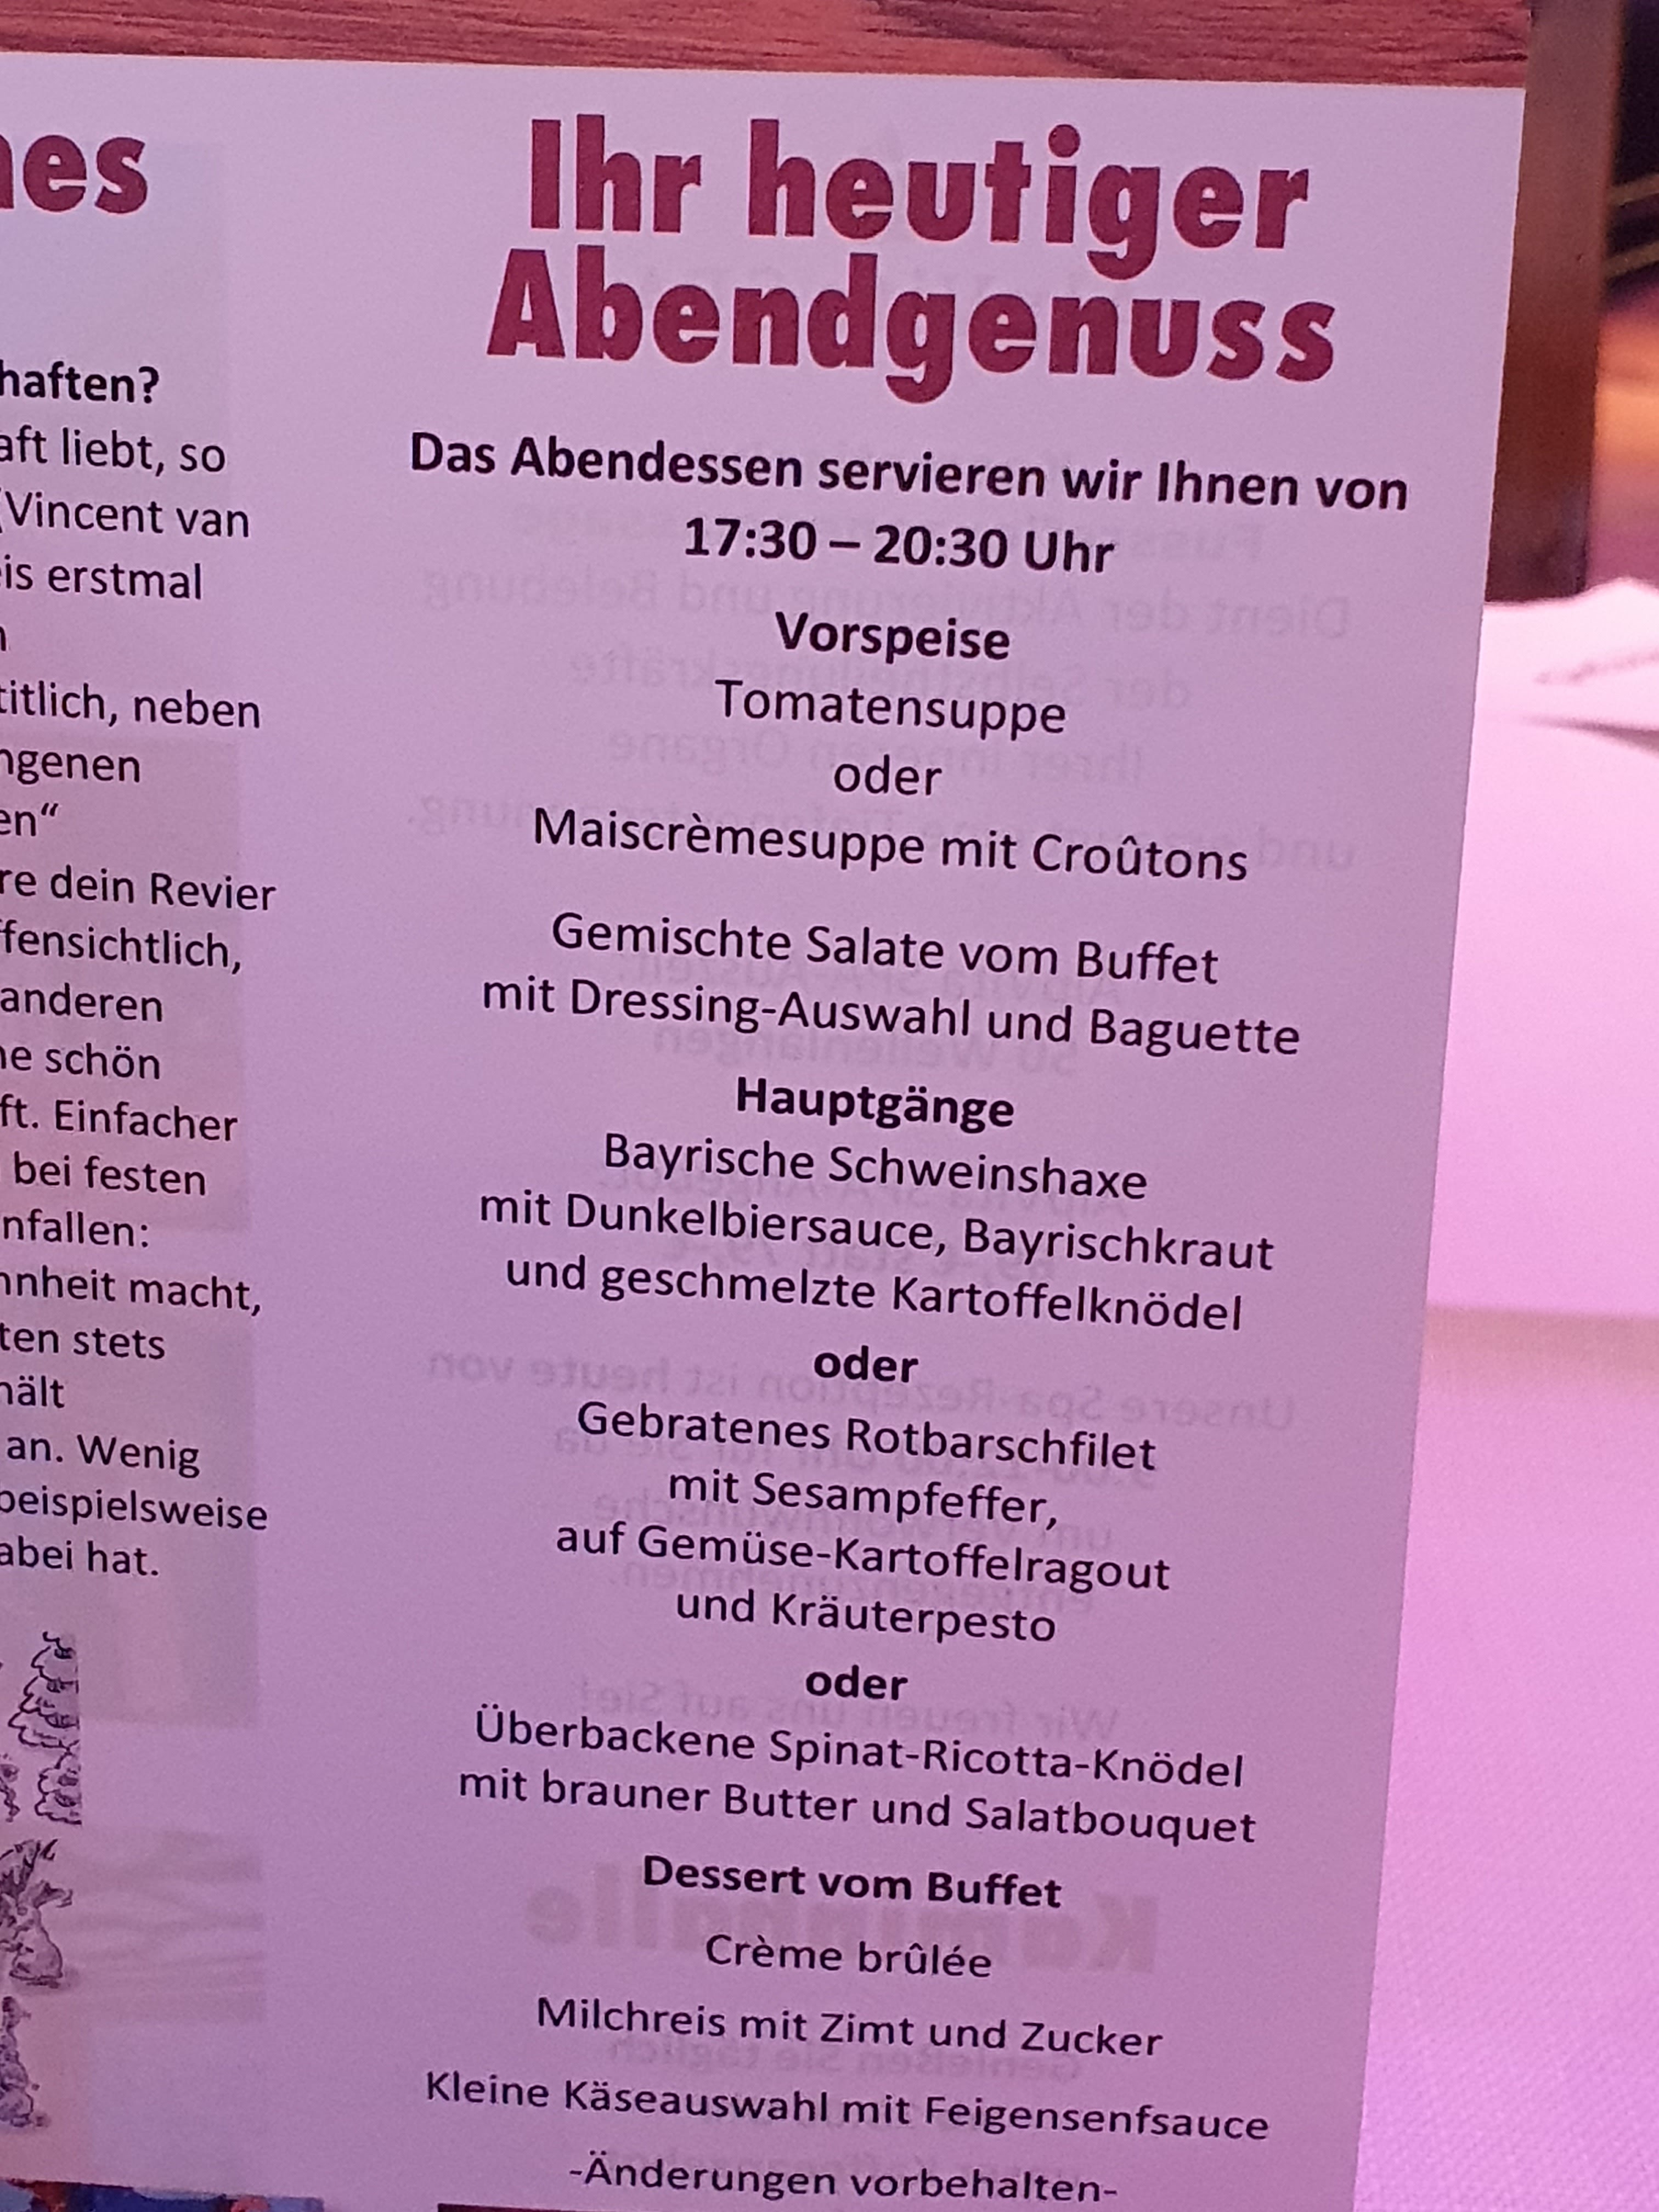 es
haften?
aft liebt, so
Vincent van
is erstmal
titlich, neben
ngenen
en“
re dein Revier
fensichtlich,
anderen
ne schön
ft. Einfacher
bei festen
nfallen:
nnheit macht,
ten stets
hält
an. Wenig
beispielsweise
abei hat.
Ihr heutiger
Abendgenuss
Das Abendessen servieren wir Ihnen von
17:30 – 20:30 Uhr
Vorspeise
Tomatensuppe
oder
Maiscrèmesuppe mit Croûtons
Gemischte Salate vom Buffet
mit Dressing-Auswahl und Baguette
Hauptgänge
Bayrische Schweinshaxe
mit Dunkelbiersauce, Bayrischkraut
und geschmelzte Kartoffelknödel
oder
Gebratenes Rotbarschfilet
mit Sesampfeffer,
auf Gemüse-Kartoffelragout
und Kräuterpesto
oder
Überbackene Spinat-Ricotta-Knödel
mit brauner Butter und Salatbouquet
Dessert vom Buffet
Crème brûlée
Milchreis mit Zimt und Zucker
Kleine Käseauswahl mit Feigensenfsauce
-Änderungen vorbehalten-